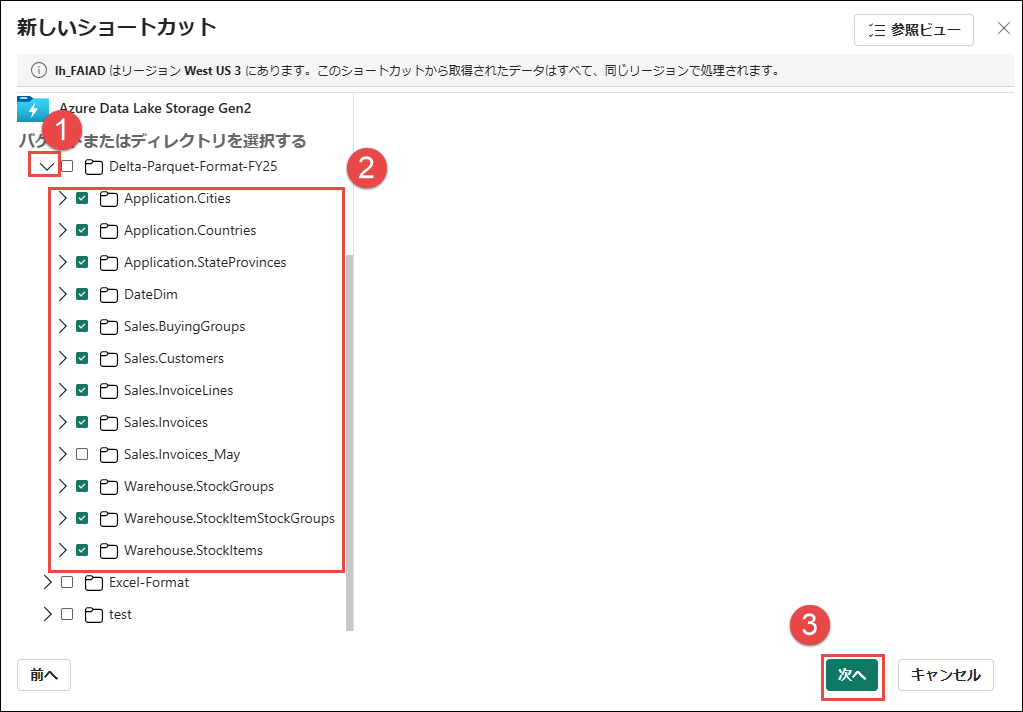 新しいショートカット
参照ビュー
lh_FAIAD はリージョン West US 3 にあります。このショートカットから取得されたデータはすべて、同じリージョンで処理されます。
Azure Data Lake Storage Gen2
1
バケットまたはディレクトリを選択する
2
Delta-Parquet-Format-FY25
Application.Cities
Application.Countries
Application.StateProvinces
DateDim
Sales.BuyingGroups
Sales.Customers
Sales.InvoiceLines
Sales.Invoices
Sales.Invoices_May
Warehouse.StockGroups
Warehouse.StockItemStockGroups
Warehouse.StockItems
Excel-Format
test
3
前へ
次へ
キャンセル